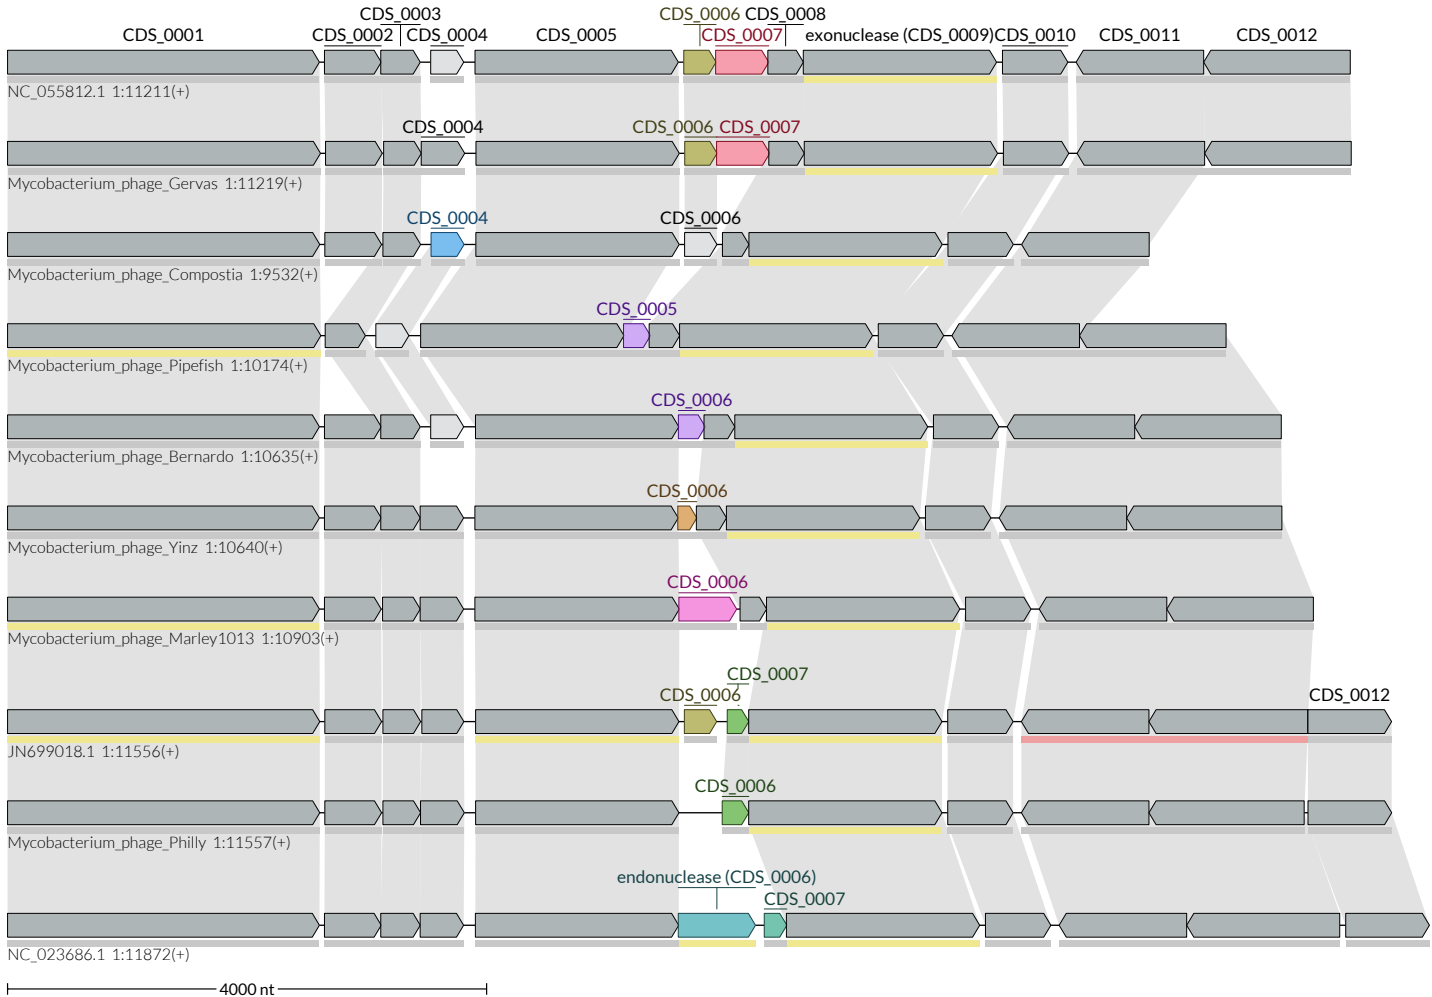 CDS_0003 CDS_0006 CDS_0008
CDS_0001 CDS_0002 CDS_0004 CDS_0005 CDS_0007 exonuclease (CDS_0009) CDS_0010 CDS_0011 CDS_0012
NC_055812.1 1:11211(+)
CDS_0004 CDS_0006 CDS_0007
Mycobacterium_phage_Gervas 1:11219(+)
CDS_0004 CDS_0006
Mycobacterium_phage_Compostia 1:9532(+)
CDS_0005
Mycobacterium_phage_Pipefish 1:10174(+)
CDS_0006
Mycobacterium_phage_Bernardo 1:10635(+)
CDS_0006
Mycobacterium_phage_Yinz 1:10640(+)
CDS_0006
Mycobacterium_phage_Marley1013 1:10903(+)
CDS_0007
CDS_0006 CDS_0012
JN699018.1 1:11556(+)
CDS_0006
Mycobacterium_phage_Philly 1:11557(+)
endonuclease (CDS_0006)
CDS_0007
NC_023686.1 1:11872(+)
4000 nt